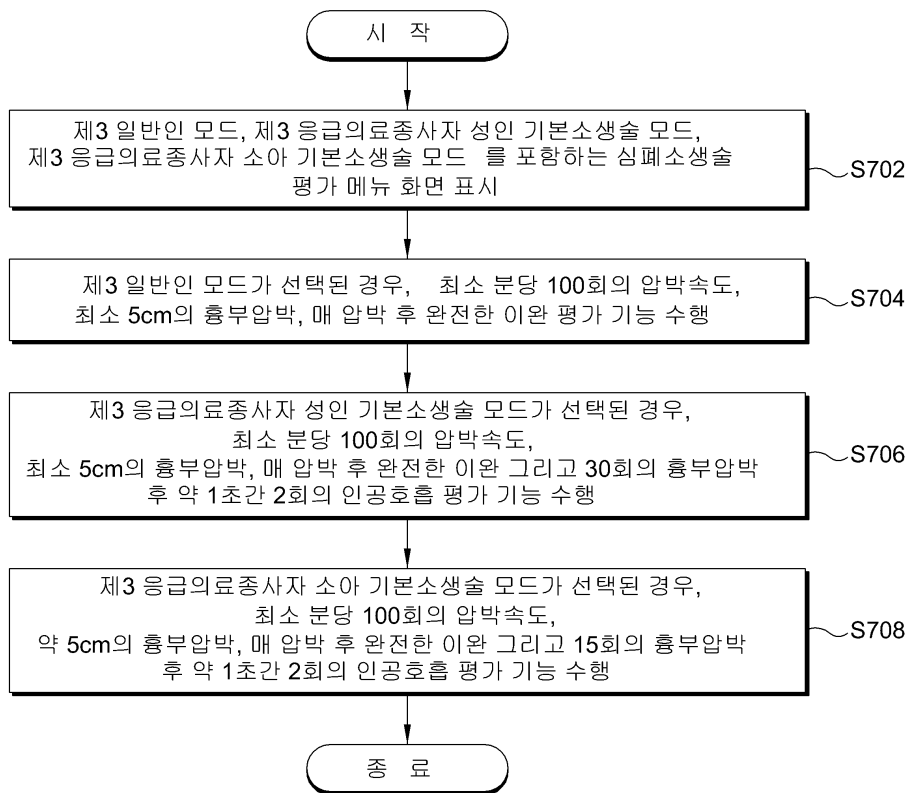 시 작
제3 일반인 모드, 제3 응급의료종사자 성인 기본소생술 모드,
제3 응급의료종사자 소아 기본소생술 모드 를 포함하는 심폐소생술
평가 메뉴 화면 표시
S702
제3 일반인 모드가 선택된 경우, 최소 분당 100회의 압박속도,
최소 5cm의 흉부압박, 매 압박 후 완전한 이완 평가 기능 수행
S704
제3 응급의료종사자 성인 기본소생술 모드가 선택된 경우,
최소 분당 100회의 압박속도,
최소 5cm의 흉부압박, 매 압박 후 완전한 이완 그리고 30회의 흉부압박
후 약 1초간 2회의 인공호흡 평가 기능 수행
S706
제3 응급의료종사자 소아 기본소생술 모드가 선택된 경우,
최소 분당 100회의 압박속도,
약 5cm의 흉부압박, 매 압박 후 완전한 이완 그리고 15회의 흉부압박
후 약 1초간 2회의 인공호흡 평가 기능 수행
S708
종 료